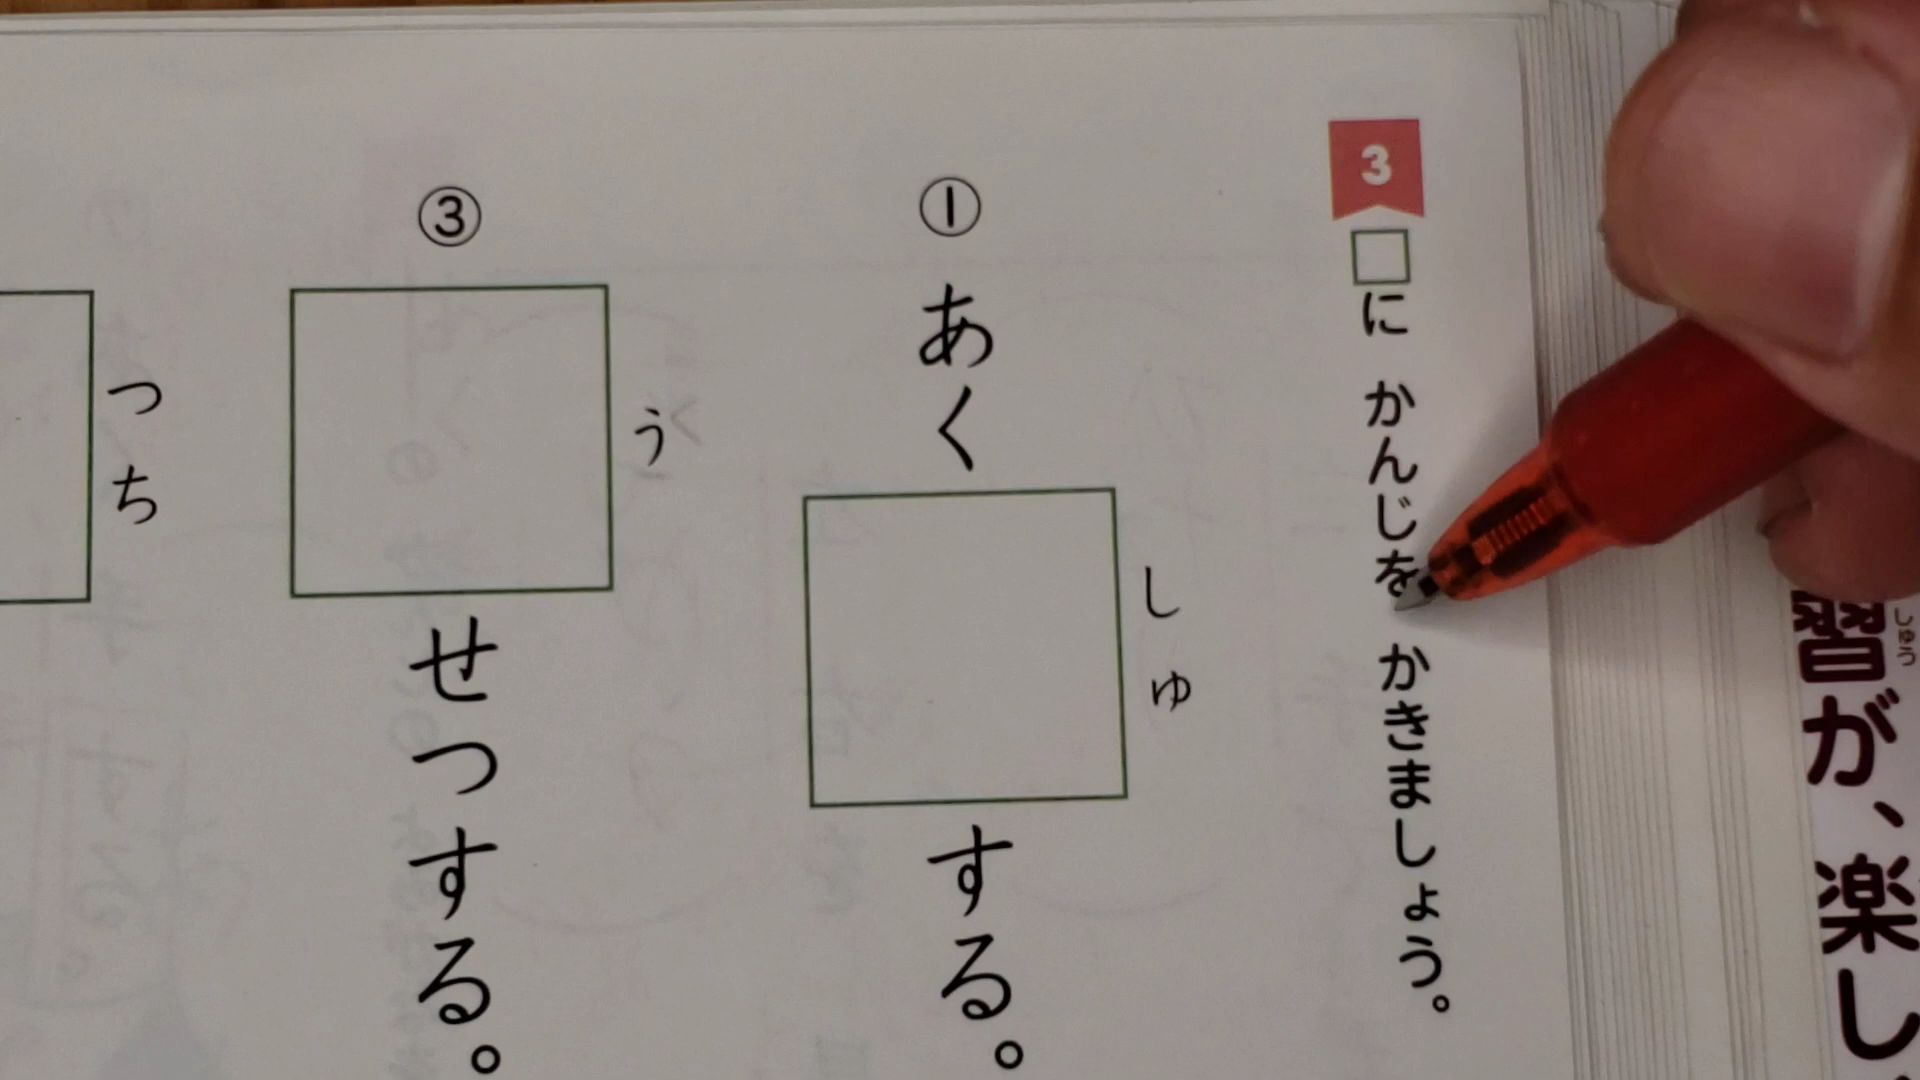 しゅう
習が、楽し
3
□に かんじを かきましょう。
①
あく□する。
しゅ
③
□せつする。
う
つち